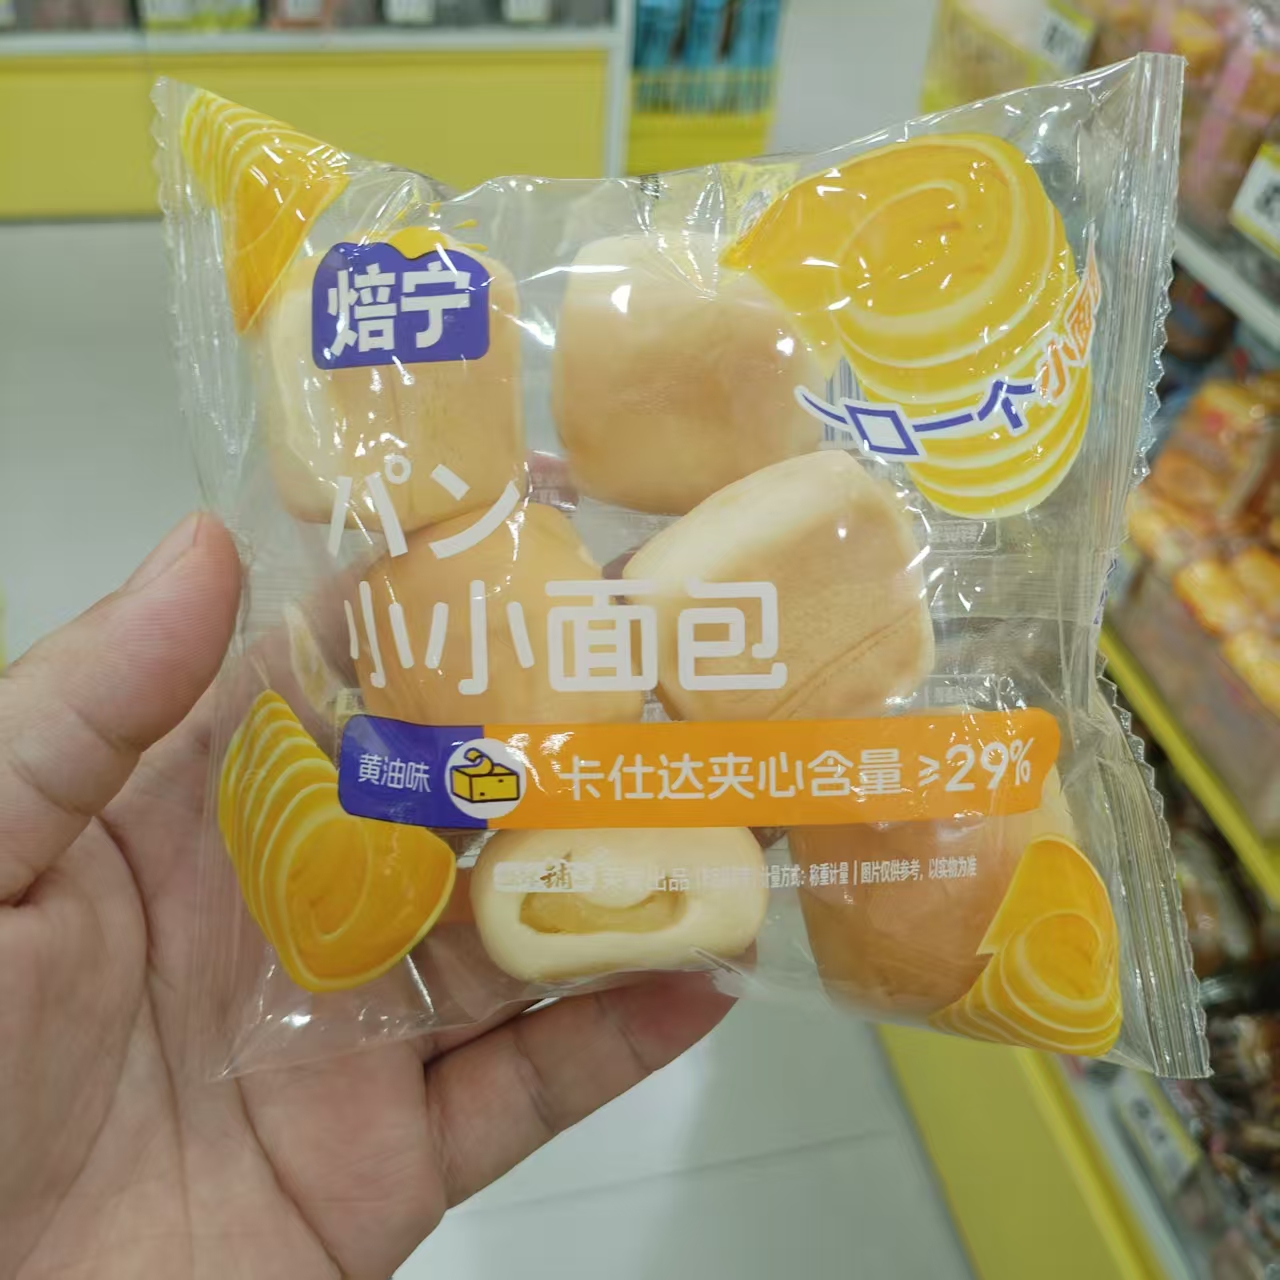 焙宁
一口一个小面
パン
小小面包
黄油味
卡仕达夹心含量≥29%
出品
计量方式：称重计量 | 图片仅供参考，以实物为准